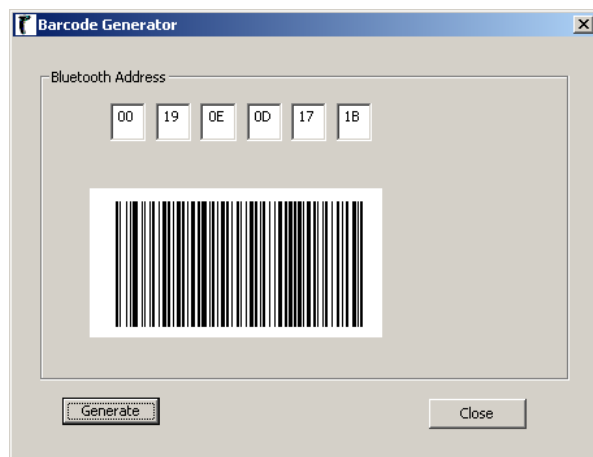 Barcode Generator
Bluetooth Address
00 19 0E 0D 17 1B
Generate Close